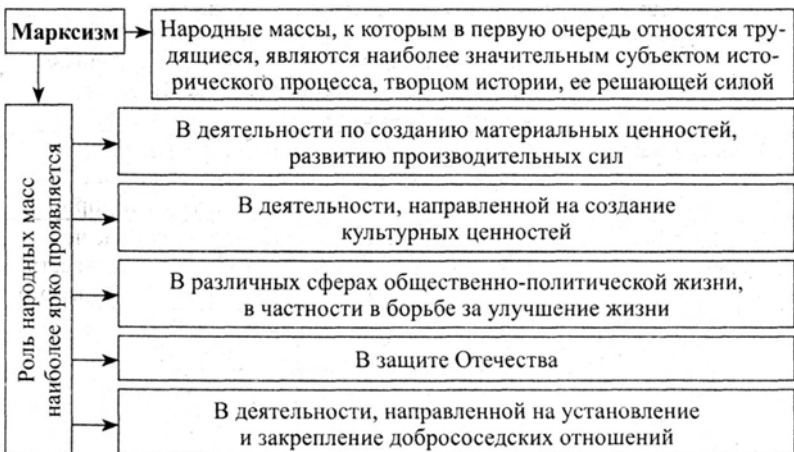 Марксизм
Народные массы, к которым в первую очередь относятся тру-
дящиеся, являются наиболее значительным субъектом исто-
рического процесса, творцом истории, ее решающей силой
Роль народных масс
наиболее ярко проявляется
В деятельности по созданию материальных ценностей,
развитию производительных сил
В деятельности, направленной на создание
культурных ценностей
В различных сферах общественно-политической жизни,
в частности в борьбе за улучшение жизни
В защите Отечества
В деятельности, направленной на установление
и закрепление добрососедских отношений